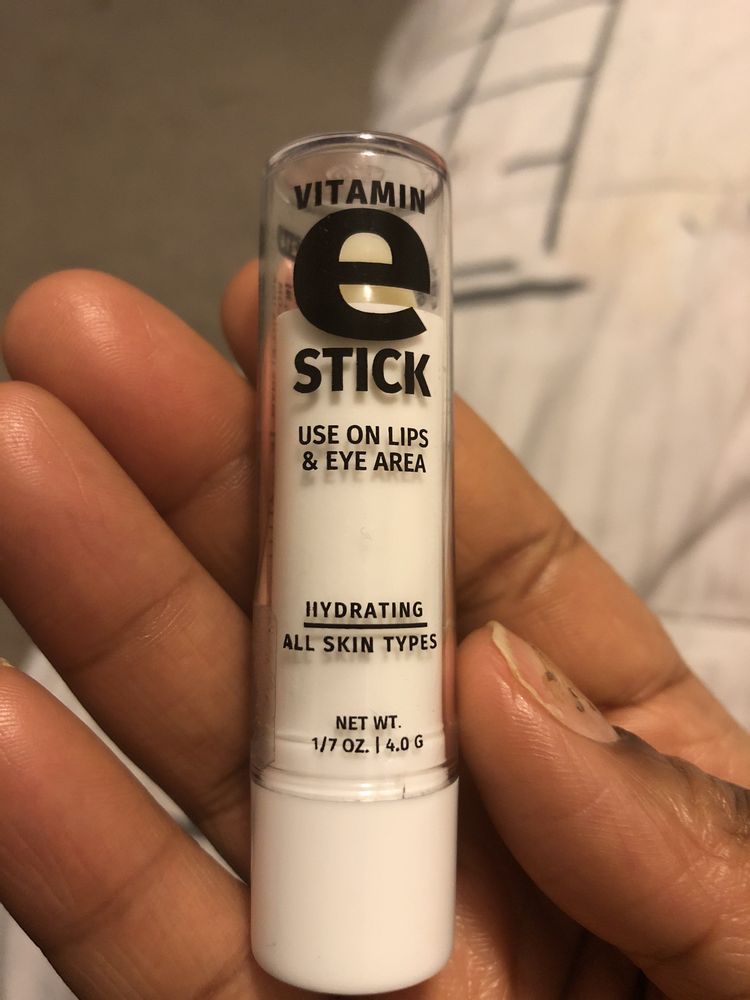 VITAMIN
e
STICK
USE ON LIPS
& EYE AREA
HYDRATING
ALL SKIN TYPES
NET WT.
1/7 OZ. | 4.0 G